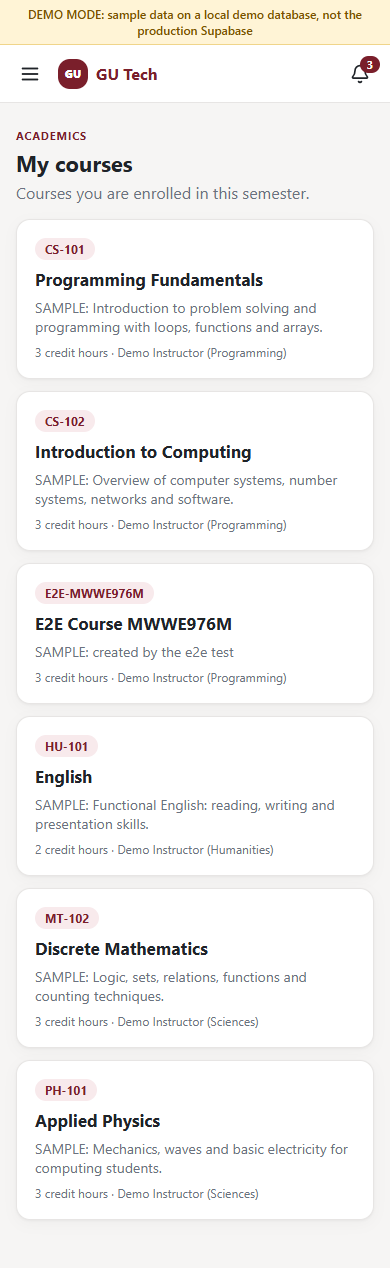 DEMO MODE: sample data on a local demo database, not the
production Supabase
GU GU Tech 3
ACADEMICS
My courses
Courses you are enrolled in this semester.
CS-101
Programming Fundamentals
SAMPLE: Introduction to problem solving and
programming with loops, functions and arrays.
3 credit hours · Demo Instructor (Programming)
CS-102
Introduction to Computing
SAMPLE: Overview of computer systems, number
systems, networks and software.
3 credit hours · Demo Instructor (Programming)
E2E-MWWE976M
E2E Course MWWE976M
SAMPLE: created by the e2e test
3 credit hours · Demo Instructor (Programming)
HU-101
English
SAMPLE: Functional English: reading, writing and
presentation skills.
2 credit hours · Demo Instructor (Humanities)
MT-102
Discrete Mathematics
SAMPLE: Logic, sets, relations, functions and
counting techniques.
3 credit hours · Demo Instructor (Sciences)
PH-101
Applied Physics
SAMPLE: Mechanics, waves and basic electricity for
computing students.
3 credit hours · Demo Instructor (Sciences)